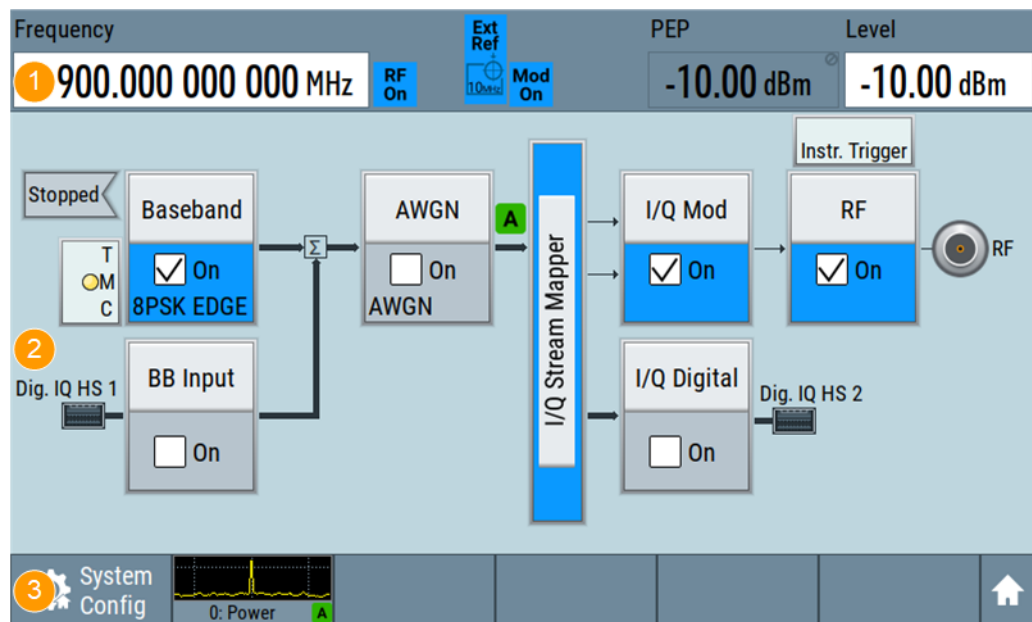 Frequency
Ext
Ref
PEP
Level
1
900.000 000 000 MHz
RF
On
10MHz
Mod
On
-10.00 dBm
-10.00 dBm
Instr. Trigger
Stopped
Baseband
On
8PSK EDGE
T
M
C
Σ
AWGN
On
AWGN
A
I/Q Stream Mapper
I/Q Mod
On
RF
On
RF
2
Dig. IQ HS 1
BB Input
On
I/Q Digital
On
Dig. IQ HS 2
3
System
Config
0: Power
A